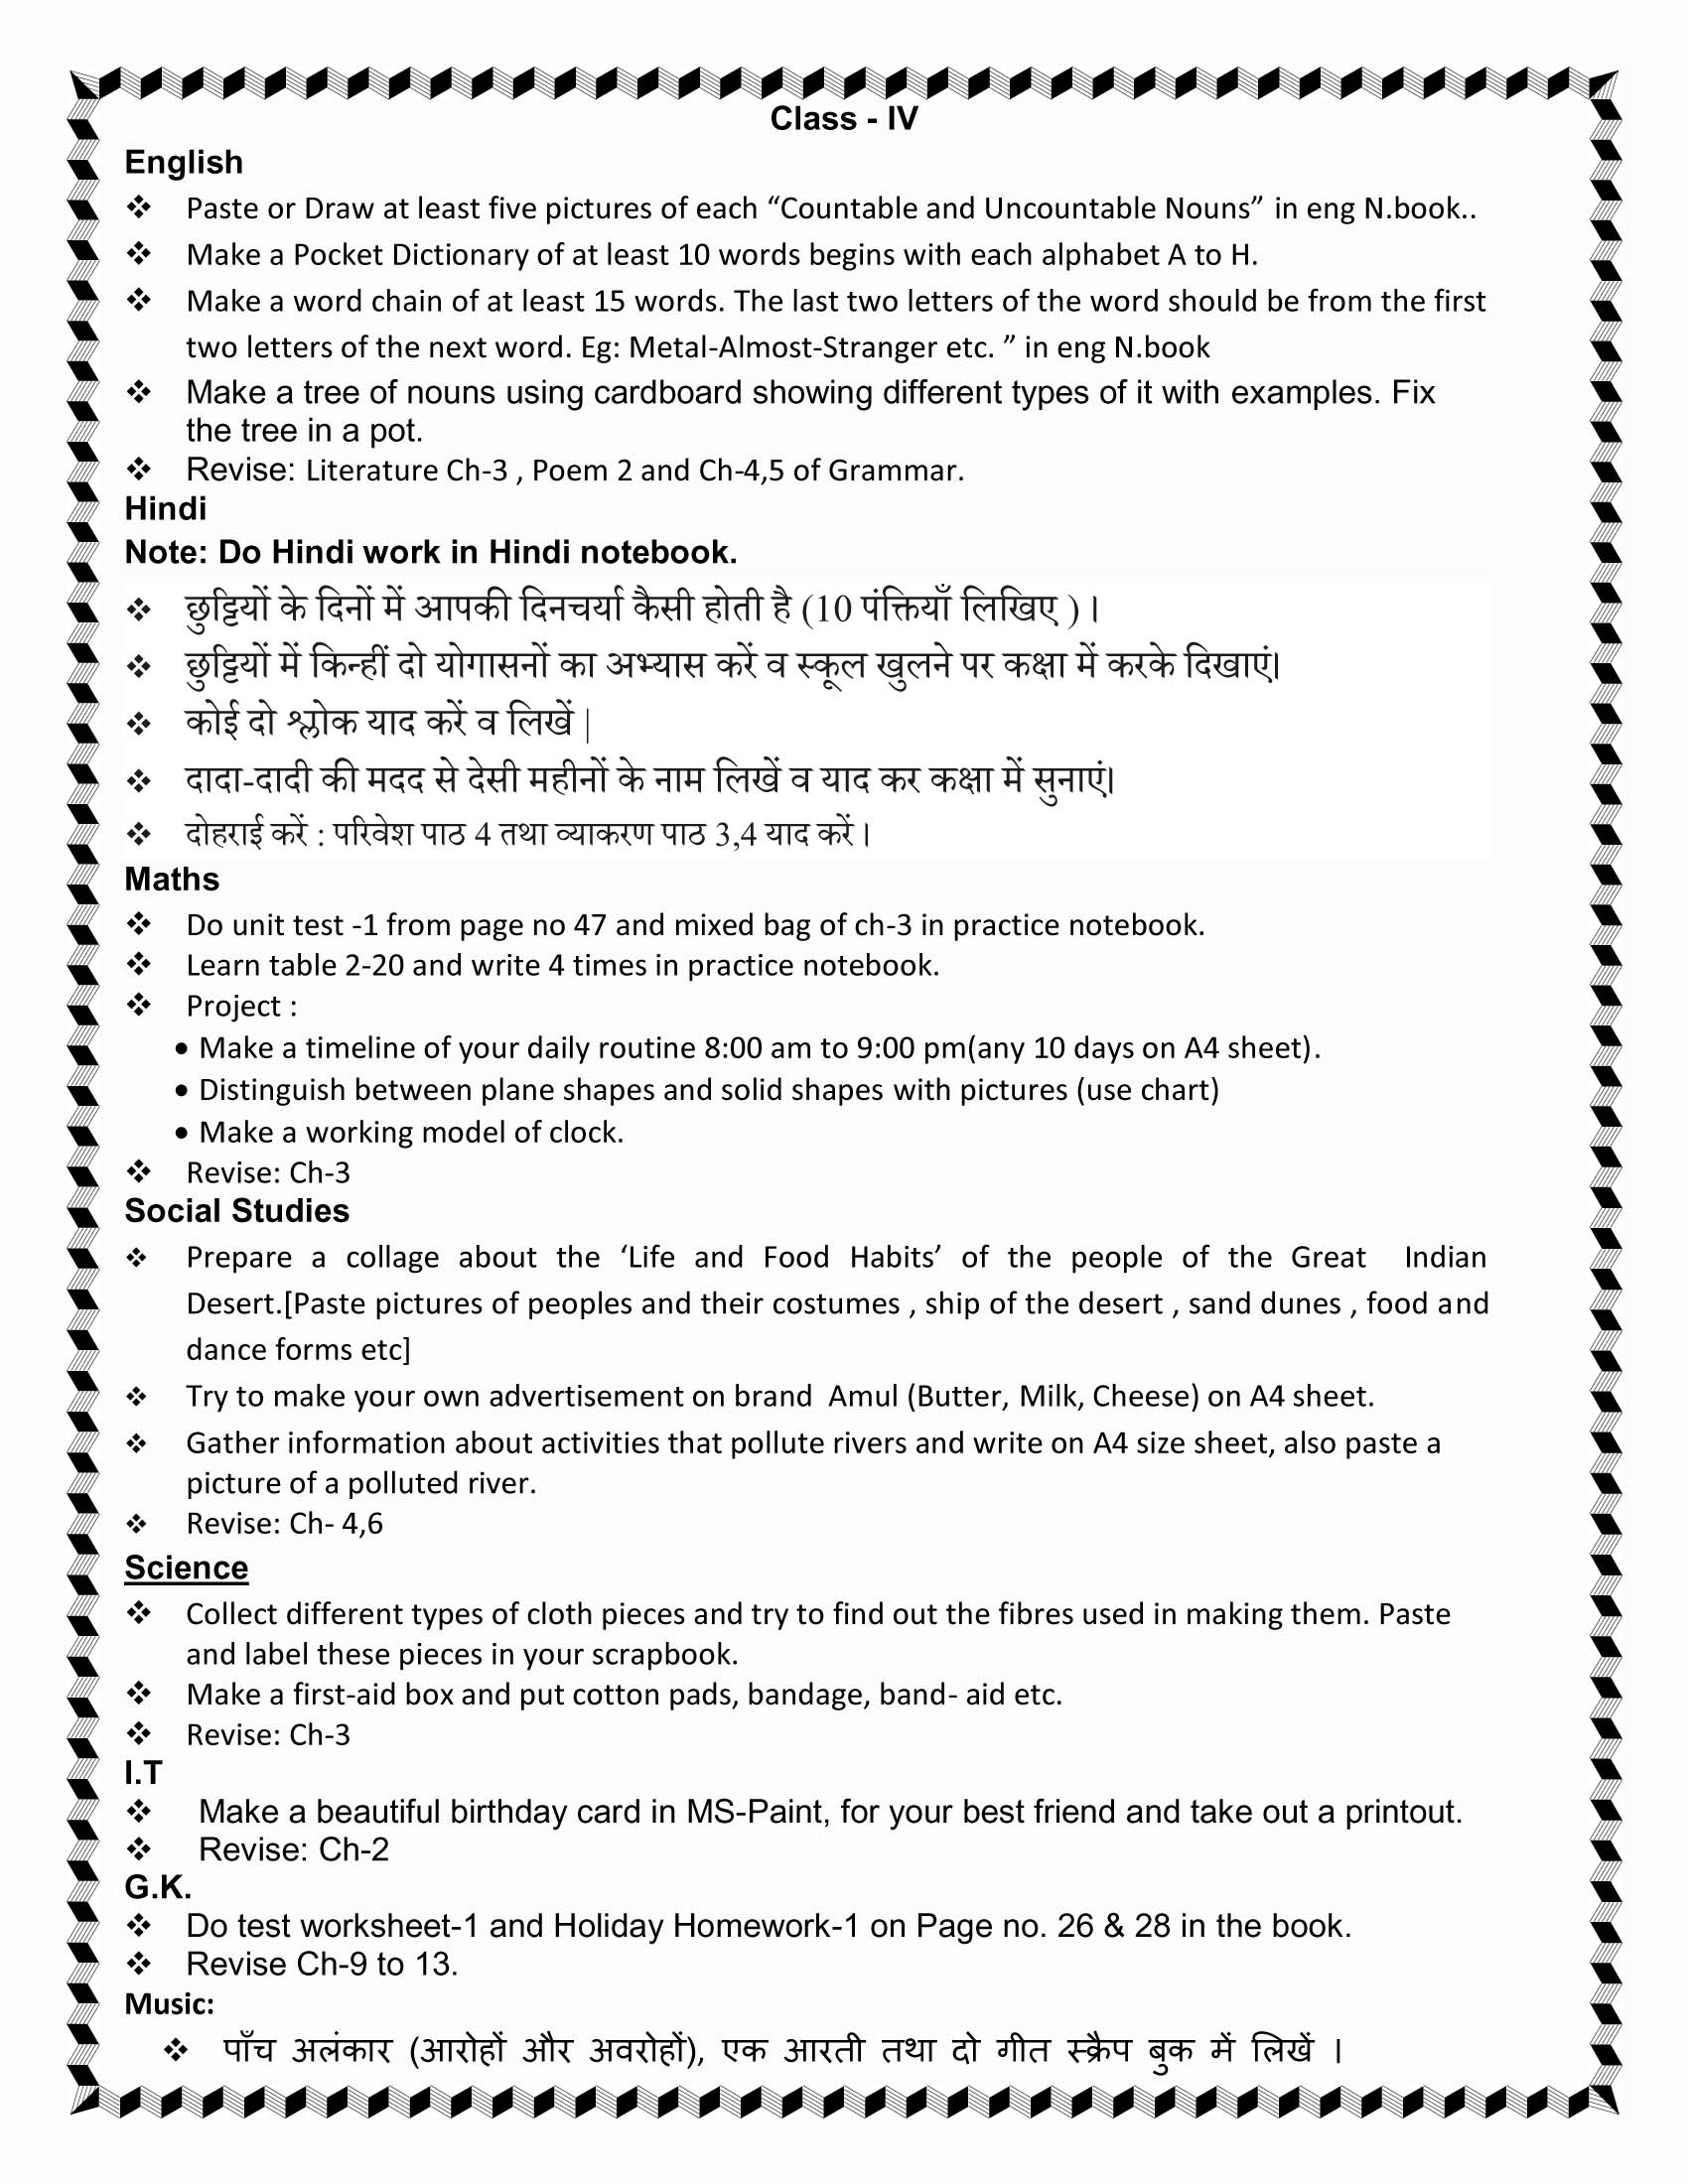 Class - IV
English
❖ Paste or Draw at least five pictures of each “Countable and Uncountable Nouns” in eng N.book..
❖ Make a Pocket Dictionary of at least 10 words begins with each alphabet A to H.
❖ Make a word chain of at least 15 words. The last two letters of the word should be from the first
two letters of the next word. Eg: Metal-Almost-Stranger etc. ” in eng N.book
❖ Make a tree of nouns using cardboard showing different types of it with examples. Fix
the tree in a pot.
❖ Revise: Literature Ch-3 , Poem 2 and Ch-4,5 of Grammar.
Hindi
Note: Do Hindi work in Hindi notebook.
❖ छुट्टियों के दिनों में आपकी दिनचर्या कैसी होती है (10 पंक्तियाँ लिखिए ) ।
❖ छुट्टियों में किन्हीं दो योगासनों का अभ्यास करें व स्कूल खुलने पर कक्षा में करके दिखाएं।
❖ कोई दो श्लोक याद करें व लिखें |
❖ दादा-दादी की मदद से देसी महीनों के नाम लिखें व याद कर कक्षा में सुनाएं।
❖ दोहराई करें : परिवेश पाठ 4 तथा व्याकरण पाठ 3,4 याद करें ।
Maths
❖ Do unit test -1 from page no 47 and mixed bag of ch-3 in practice notebook.
❖ Learn table 2-20 and write 4 times in practice notebook.
❖ Project :
• Make a timeline of your daily routine 8:00 am to 9:00 pm(any 10 days on A4 sheet).
• Distinguish between plane shapes and solid shapes with pictures (use chart)
• Make a working model of clock.
❖ Revise: Ch-3
Social Studies
❖ Prepare a collage about the ‘Life and Food Habits’ of the people of the Great Indian
Desert.[Paste pictures of peoples and their costumes , ship of the desert , sand dunes , food and
dance forms etc]
❖ Try to make your own advertisement on brand Amul (Butter, Milk, Cheese) on A4 sheet.
❖ Gather information about activities that pollute rivers and write on A4 size sheet, also paste a
picture of a polluted river.
❖ Revise: Ch- 4,6
Science
❖ Collect different types of cloth pieces and try to find out the fibres used in making them. Paste
and label these pieces in your scrapbook.
❖ Make a first-aid box and put cotton pads, bandage, band- aid etc.
❖ Revise: Ch-3
I.T
❖ Make a beautiful birthday card in MS-Paint, for your best friend and take out a printout.
❖ Revise: Ch-2
G.K.
❖ Do test worksheet-1 and Holiday Homework-1 on Page no. 26 & 28 in the book.
❖ Revise Ch-9 to 13.
Music:
❖ पाँच अलंकार (आरोहों और अवरोहों), एक आरती तथा दो गीत स्क्रैप बुक में लिखें ।